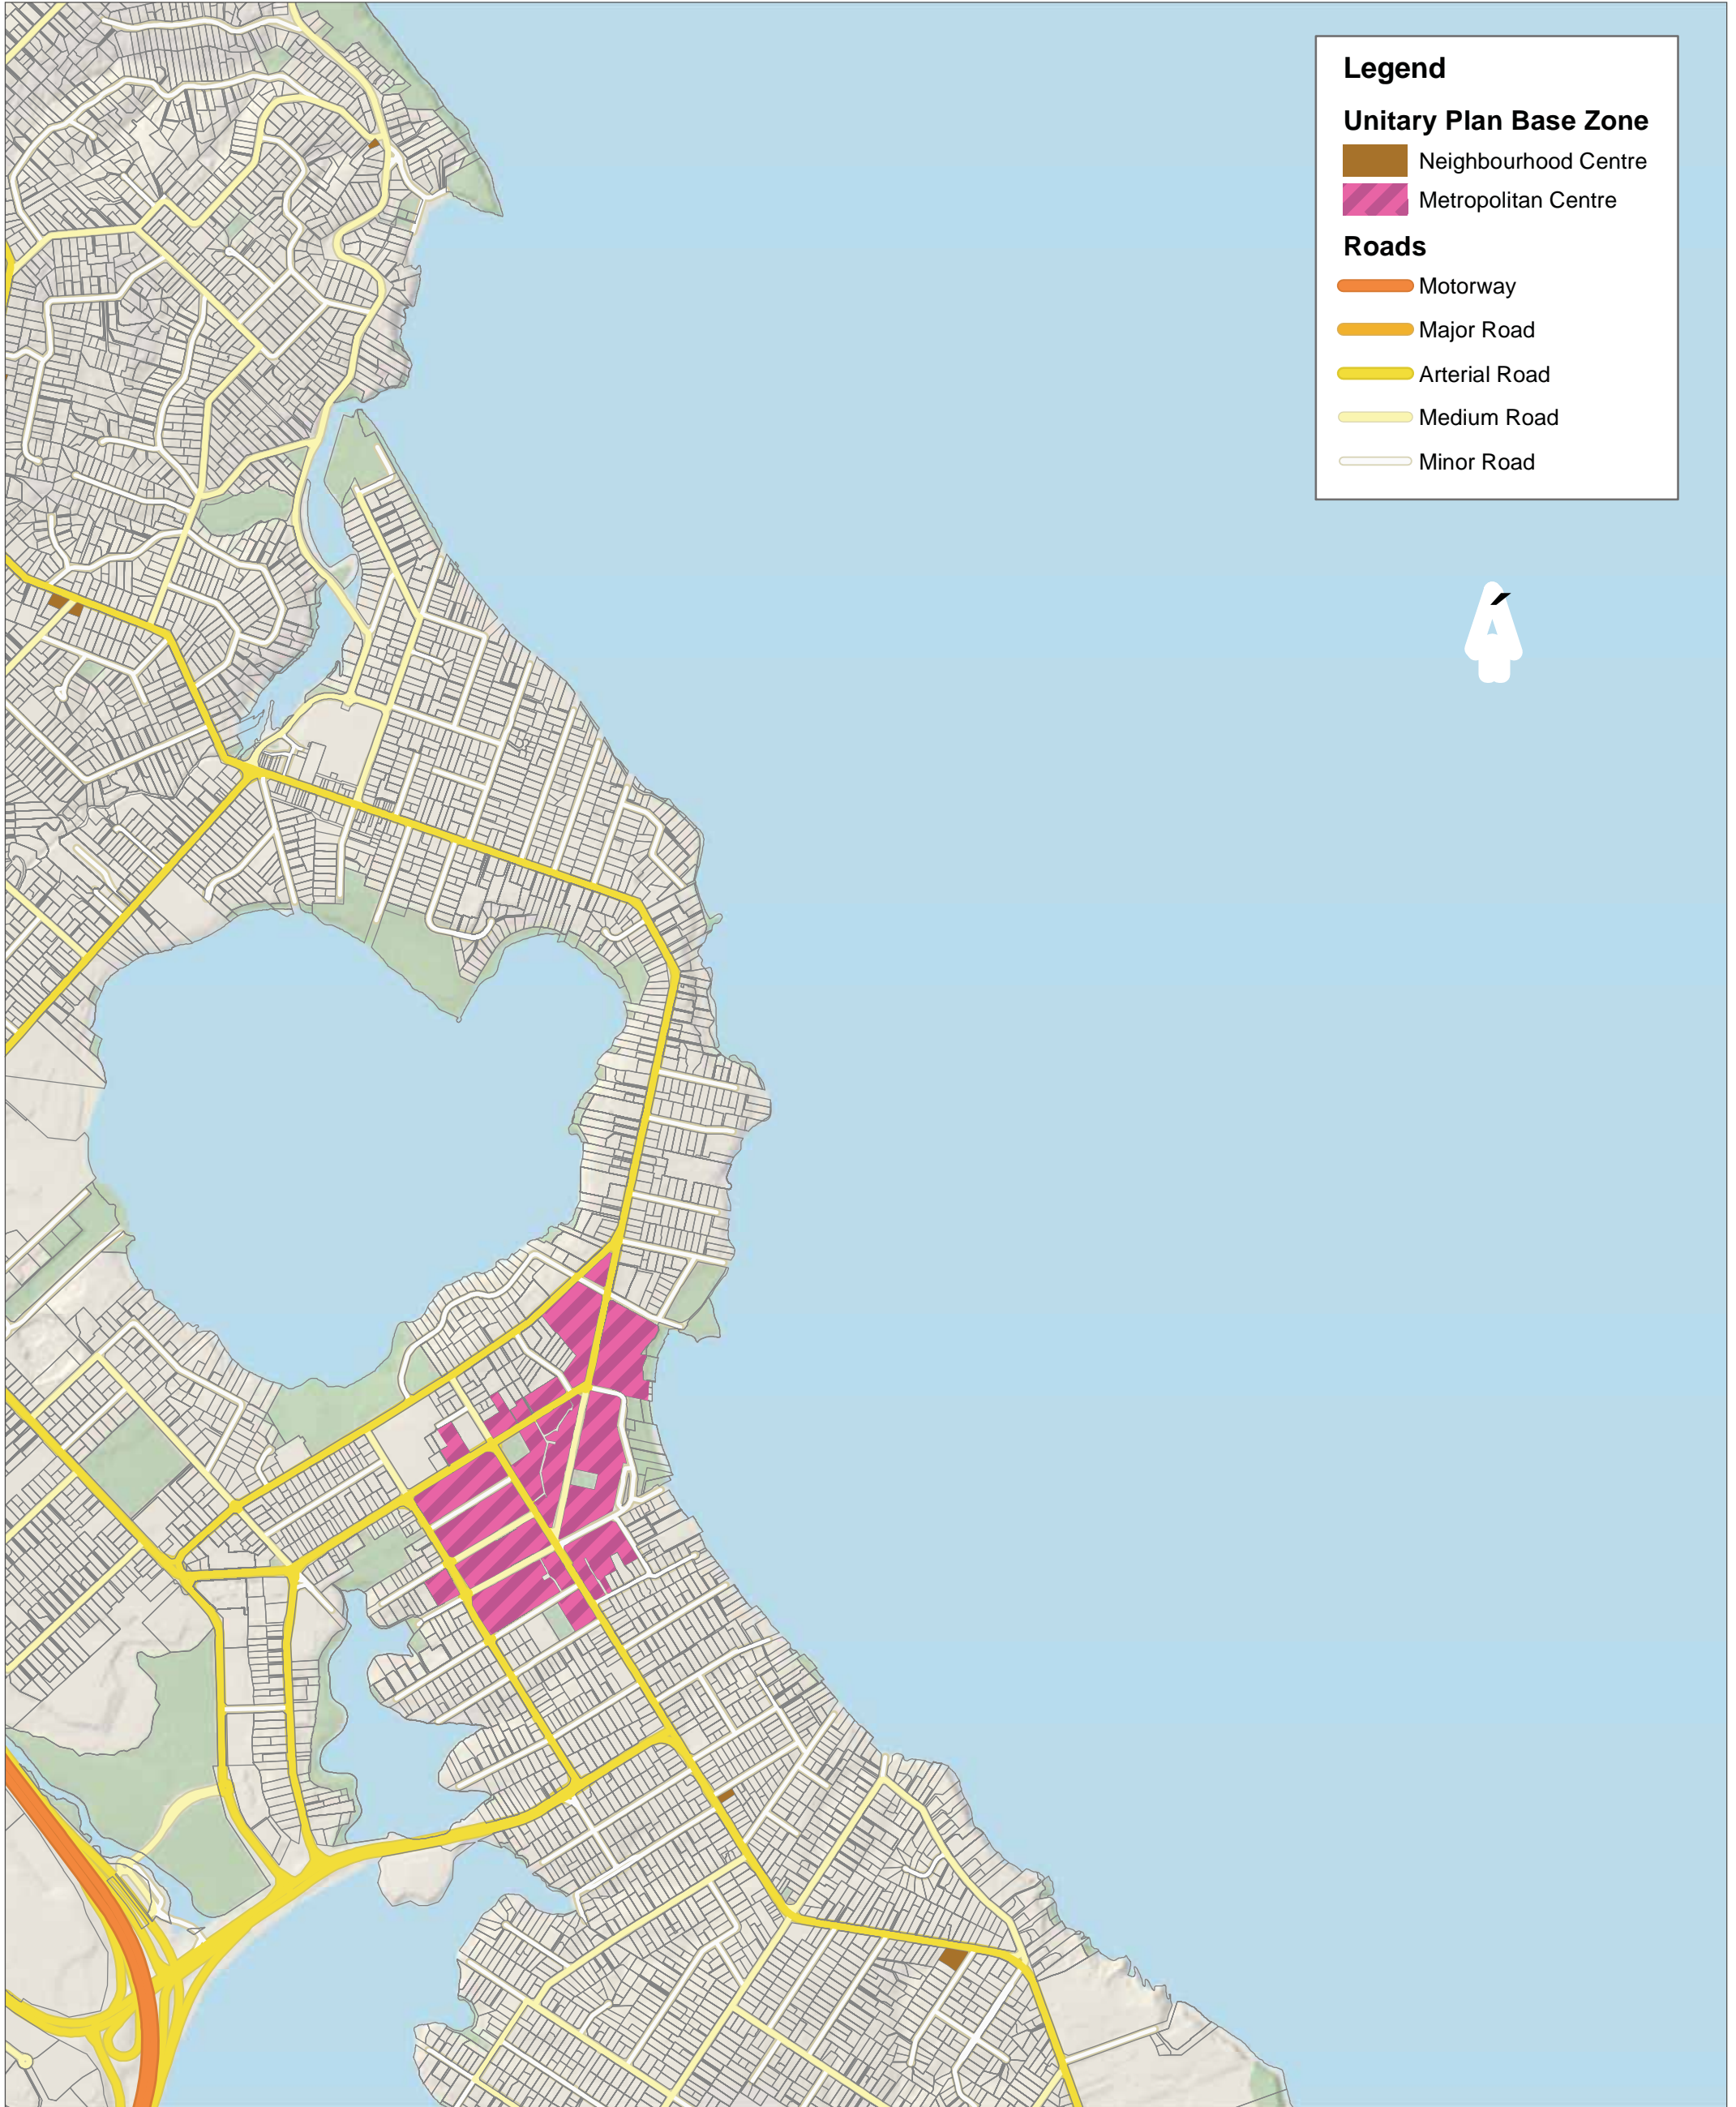 Legend
Unitary Plan Base Zone
Neighbourhood Centre
Metropolitan Centre
Roads
Motorway
Major Road
Arterial Road
Medium Road
Minor Road